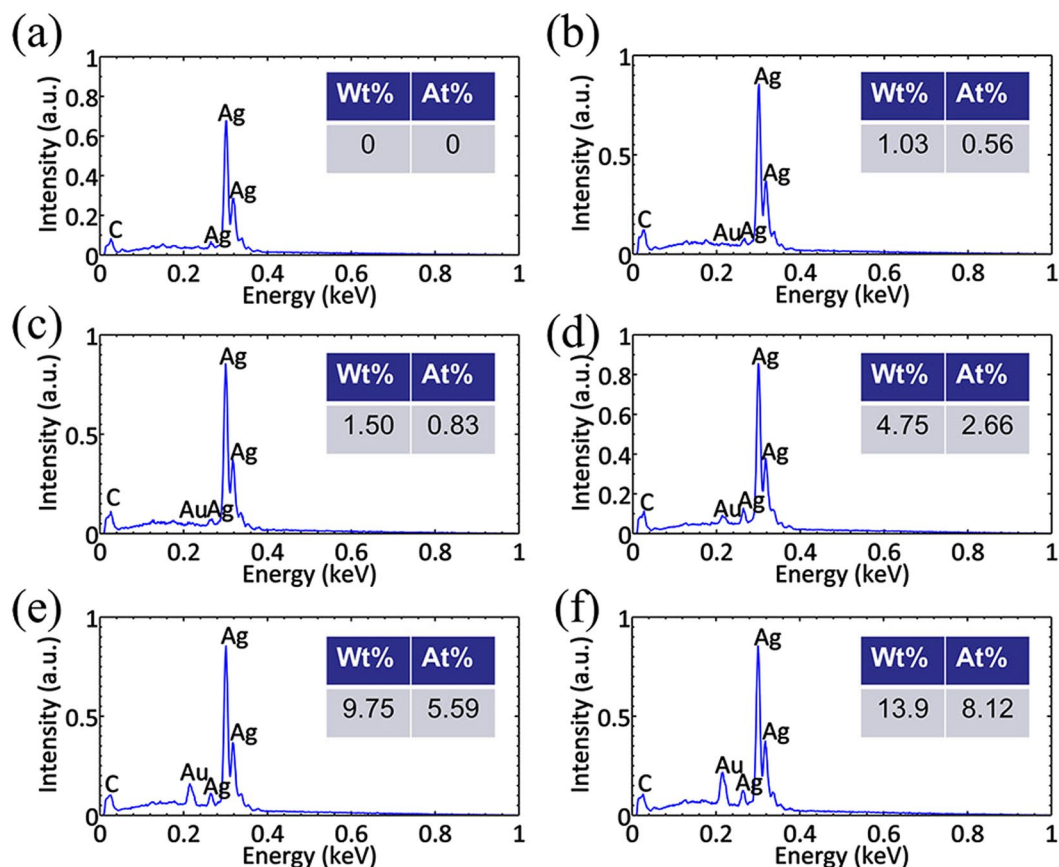 (a)
1
0.8
0.6
0.4
0.2
0
Intensity (a.u.)
Ag
Ag
C
Ag
Wt% At%
0 0
0 0.2 0.4 0.6 0.8 1
Energy (keV)
(b)
1
0.5
0
Intensity (a.u.)
Ag
Ag
C
Au Ag
Wt% At%
1.03 0.56
0 0.2 0.4 0.6 0.8 1
Energy (keV)
(c)
1
0.5
0
Intensity (a.u.)
Ag
Ag
C
Au Ag
Wt% At%
1.50 0.83
0 0.2 0.4 0.6 0.8 1
Energy (keV)
(d)
1
0.8
0.6
0.4
0.2
0
Intensity (a.u.)
Ag
Ag
C
Au Ag
Wt% At%
4.75 2.66
0 0.2 0.4 0.6 0.8 1
Energy (keV)
(e)
1
0.5
0
Intensity (a.u.)
Ag
Ag
C
Au Ag
Wt% At%
9.75 5.59
0 0.2 0.4 0.6 0.8 1
Energy (keV)
(f)
1
0.5
0
Intensity (a.u.)
Ag
Ag
C
Au Ag
Wt% At%
13.9 8.12
0 0.2 0.4 0.6 0.8 1
Energy (keV)